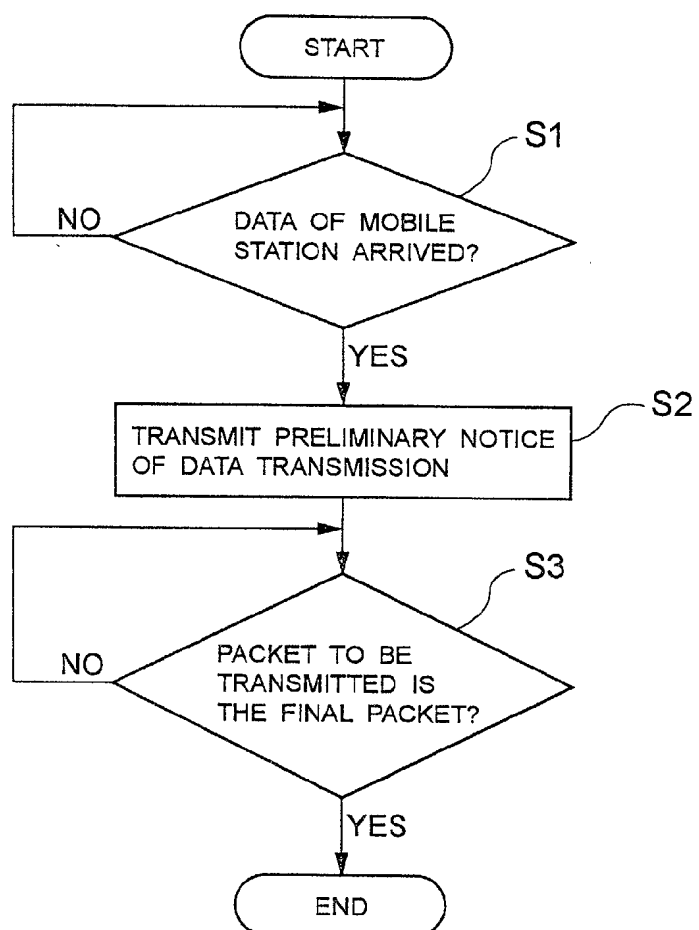 START
S1
DATA OF MOBILE
STATION ARRIVED?
NO
YES
S2
TRANSMIT PRELIMINARY NOTICE
OF DATA TRANSMISSION
S3
PACKET TO BE
TRANSMITTED IS
THE FINAL PACKET?
NO
YES
END